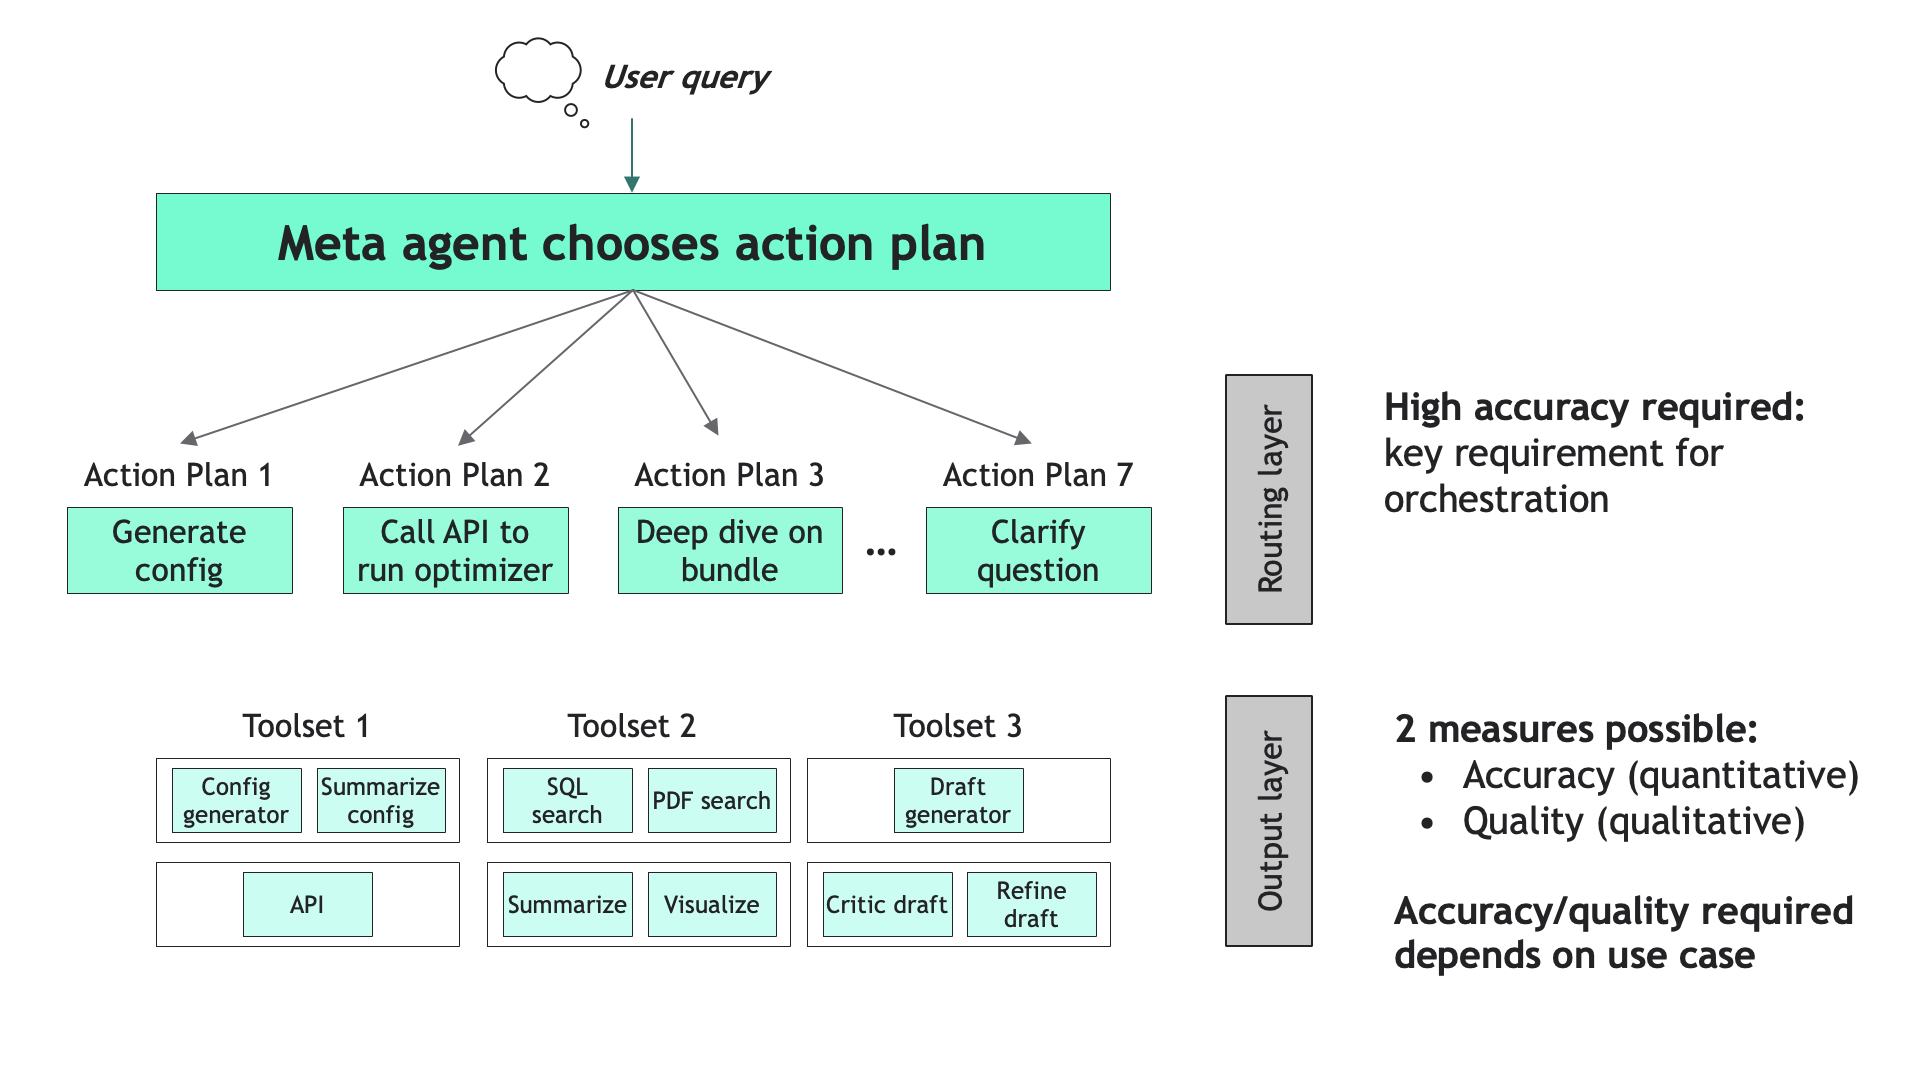 User query
Meta agent chooses action plan
Action Plan 1
Generate
config
Action Plan 2
Call API to
run optimizer
Action Plan 3
Deep dive on
bundle
...
Action Plan 7
Clarify
question
Routing layer
High accuracy required:
key requirement for
orchestration
Toolset 1
Config
generator
Summarize
config
API
Toolset 2
SQL
search
PDF search
Summarize
Visualize
Toolset 3
Draft
generator
Critic draft
Refine
draft
Output layer
2 measures possible:
• Accuracy (quantitative)
• Quality (qualitative)
Accuracy/quality required
depends on use case